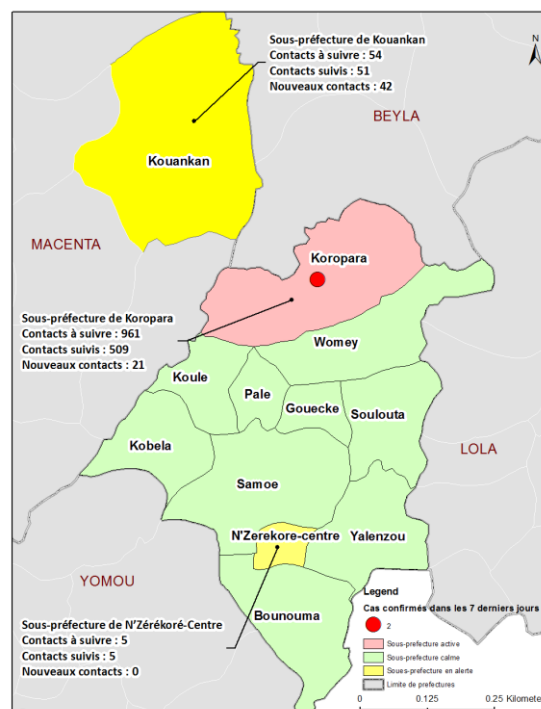 Sous-préfecture de Kouankan
Contacts à suivre : 54
Contacts suivis : 51
Nouveaux contacts : 42
N
BEYLA
Kouankan
MACENTA
Koropara
Sous-préfecture de Koropara
Contacts à suivre : 961
Contacts suivis : 509
Nouveaux contacts : 21
Womey
Koule
Pale
Gouecke
Soulouta
Kobela
LOLA
Samoe
N'Zerekore-centre
Yalenzou
YOMOU
Bounouma
Sous-préfecture de N'Zérékoré-Centre
Contacts à suivre : 5
Contacts suivis : 5
Nouveaux contacts : 0
Legend
Cas confirmés dans les 7 derniers jours
2
Sous-prefecture active
Sous-prefecture calme
Soues-prefecture en alerte
Limite de prefectures
0 0.125 0.25 Kilomete